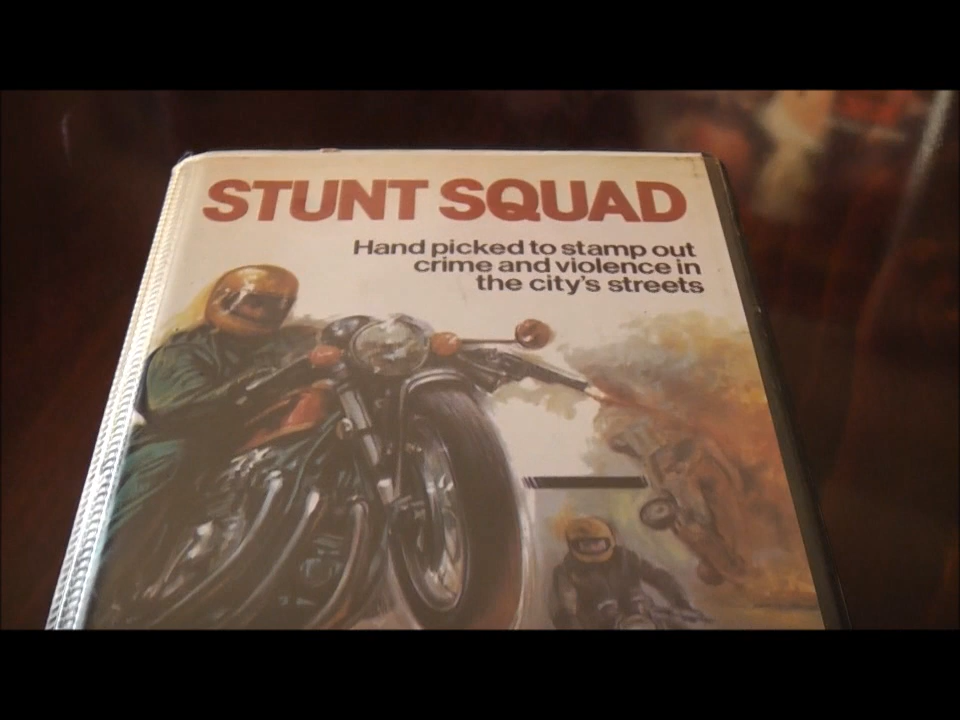 STUNT SQUAD
Hand picked to stamp out
crime and violence in
the city's streets